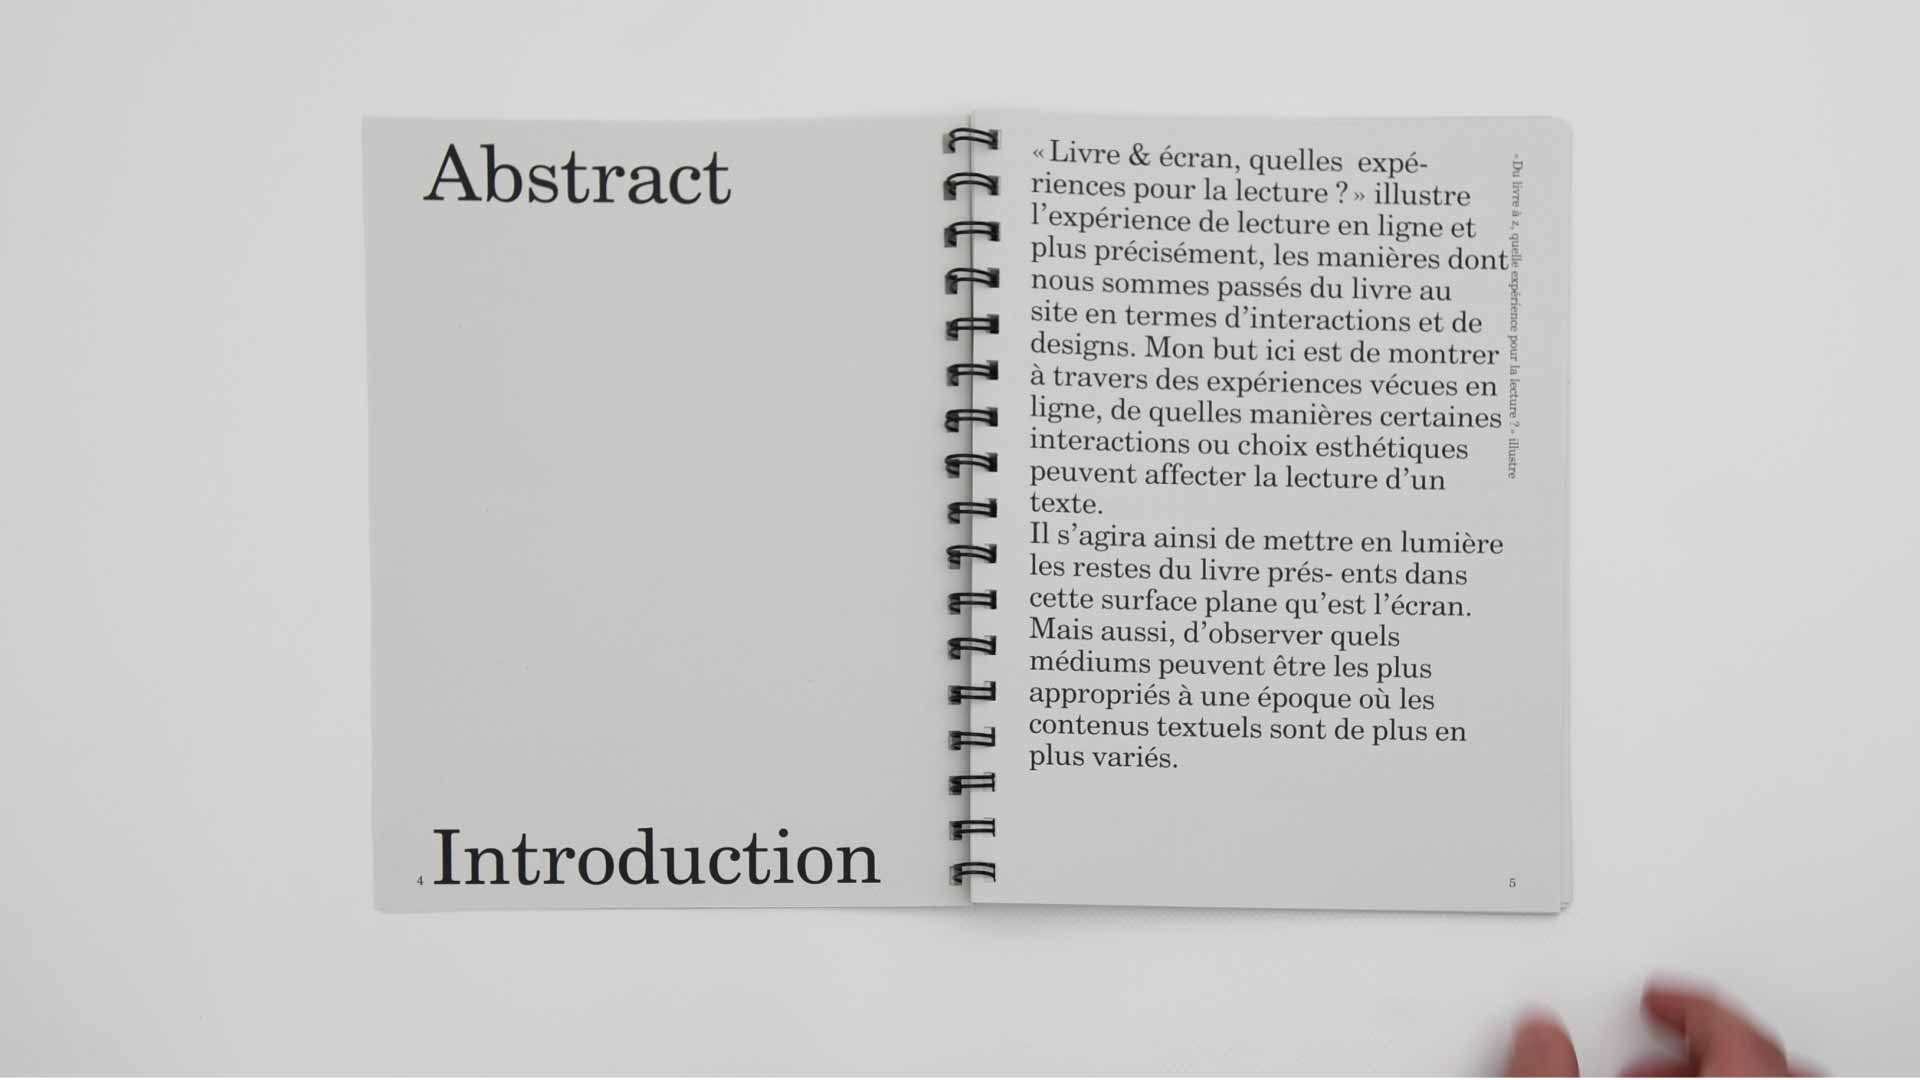 Abstract
4 Introduction
« Livre & écran, quelles expé-
riences pour la lecture ? » illustre
l’expérience de lecture en ligne et
plus précisément, les manières dont
nous sommes passés du livre au
site en termes d’interactions et de
designs. Mon but ici est de montrer
à travers des expériences vécues en
ligne, de quelles manières certaines
interactions ou choix esthétiques
peuvent affecter la lecture d’un
texte.
Il s’agira ainsi de mettre en lumière
les restes du livre prés- ents dans
cette surface plane qu’est l’écran.
Mais aussi, d’observer quels
médiums peuvent être les plus
appropriés à une époque où les
contenus textuels sont de plus en
plus variés.
« Du livre à z, quelle expérience pour la lecture ? » illustre
5